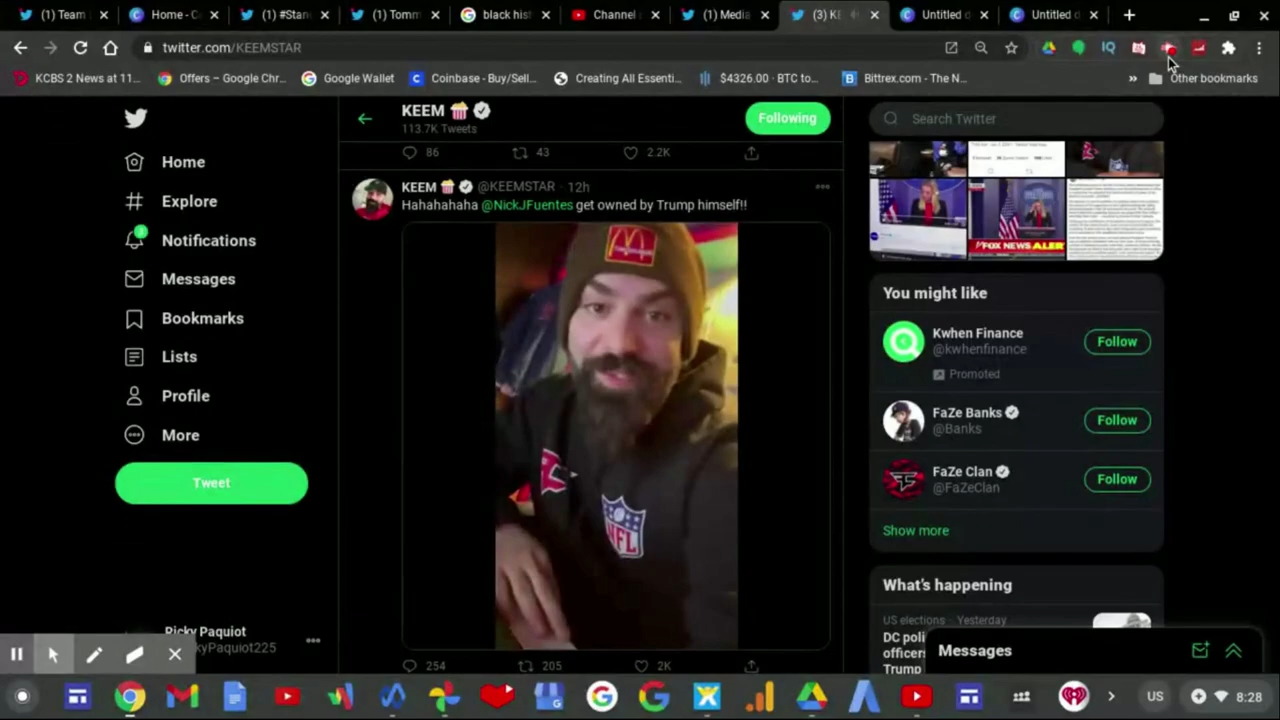 (1) Team
Home - C
(1) #Stan
(1) Tomm
black hist
Channel
(1) Media
(3) KE
Untitled d
Untitled d
twitter.com/KEEMSTAR
KCBS 2 News at 11...
Offers – Google Chr...
Google Wallet
Coinbase - Buy/Sell...
Creating All Essenti...
$4326.00 · BTC to...
Bittrex.com - The N...
»
Other bookmarks
KEEM
113.7K Tweets
Following
Search Twitter
86
43
2.2K
Home
Explore
3
Notifications
Messages
Bookmarks
Lists
Profile
More
Tweet
KEEM @KEEMSTAR · 12h
Hahahahaha @NickJFuentes get owned by Trump himself!!
NFL
254
205
2K
FOX NEWS ALER
You might like
Kwhen Finance
@kwhenfinance
Follow
Promoted
FaZe Banks
@Banks
Follow
FaZe Clan
@FaZeClan
Follow
Show more
What's happening
US elections · Yesterday
DC poli
officers
Trump
Messages
Ricky Paquiot
kyPaquiot225
US
8:28